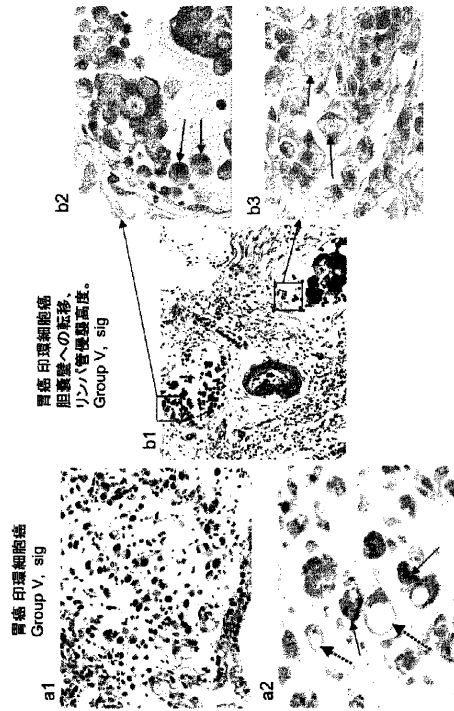 胃癌 印環細胞癌
Group V, sig
a1
a2
胃癌 印環細胞癌
胆嚢壁への転移、
リンパ管侵襲高度。
Group V, sig
b1
b2
b3